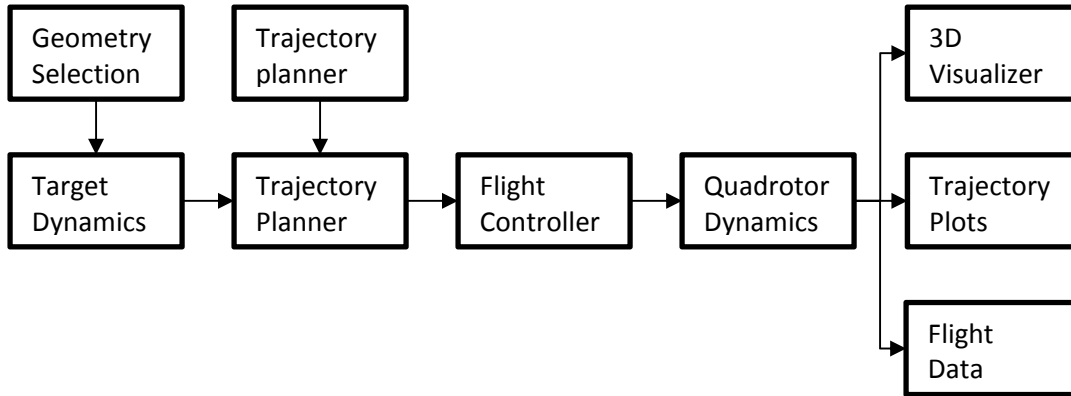 Geometry
Selection
Trajectory
planner
3D
Visualizer
Target
Dynamics
Trajectory
Planner
Flight
Controller
Quadrotor
Dynamics
Trajectory
Plots
Flight
Data